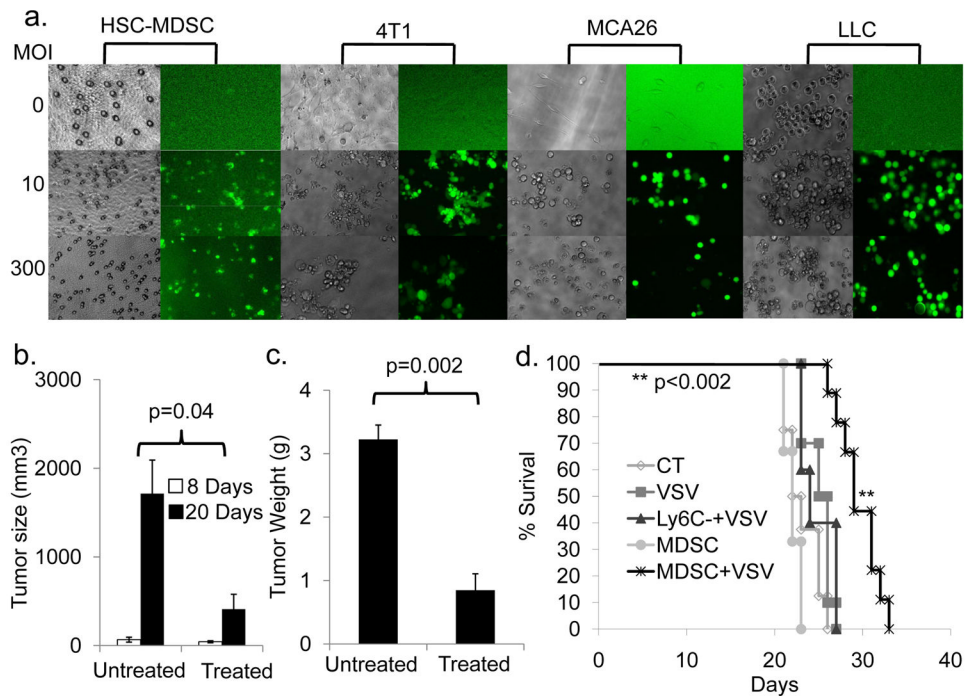 a.
HSC-MDSC 4T1 MCA26 LLC
MOI
0
10
300
b.
3000
2000
1000
0
Tumor size (mm3)
p=0.04
8 Days
20 Days
Untreated Treated
c.
4
3
2
1
0
Tumor Weight (g)
p=0.002
Untreated Treated
d.
100
90
80
70
60
50
40
30
20
10
0
% Surival
** p<0.002
CT
VSV
Ly6C-+VSV
MDSC
MDSC+VSV
**
0 10 20 30 40
Days